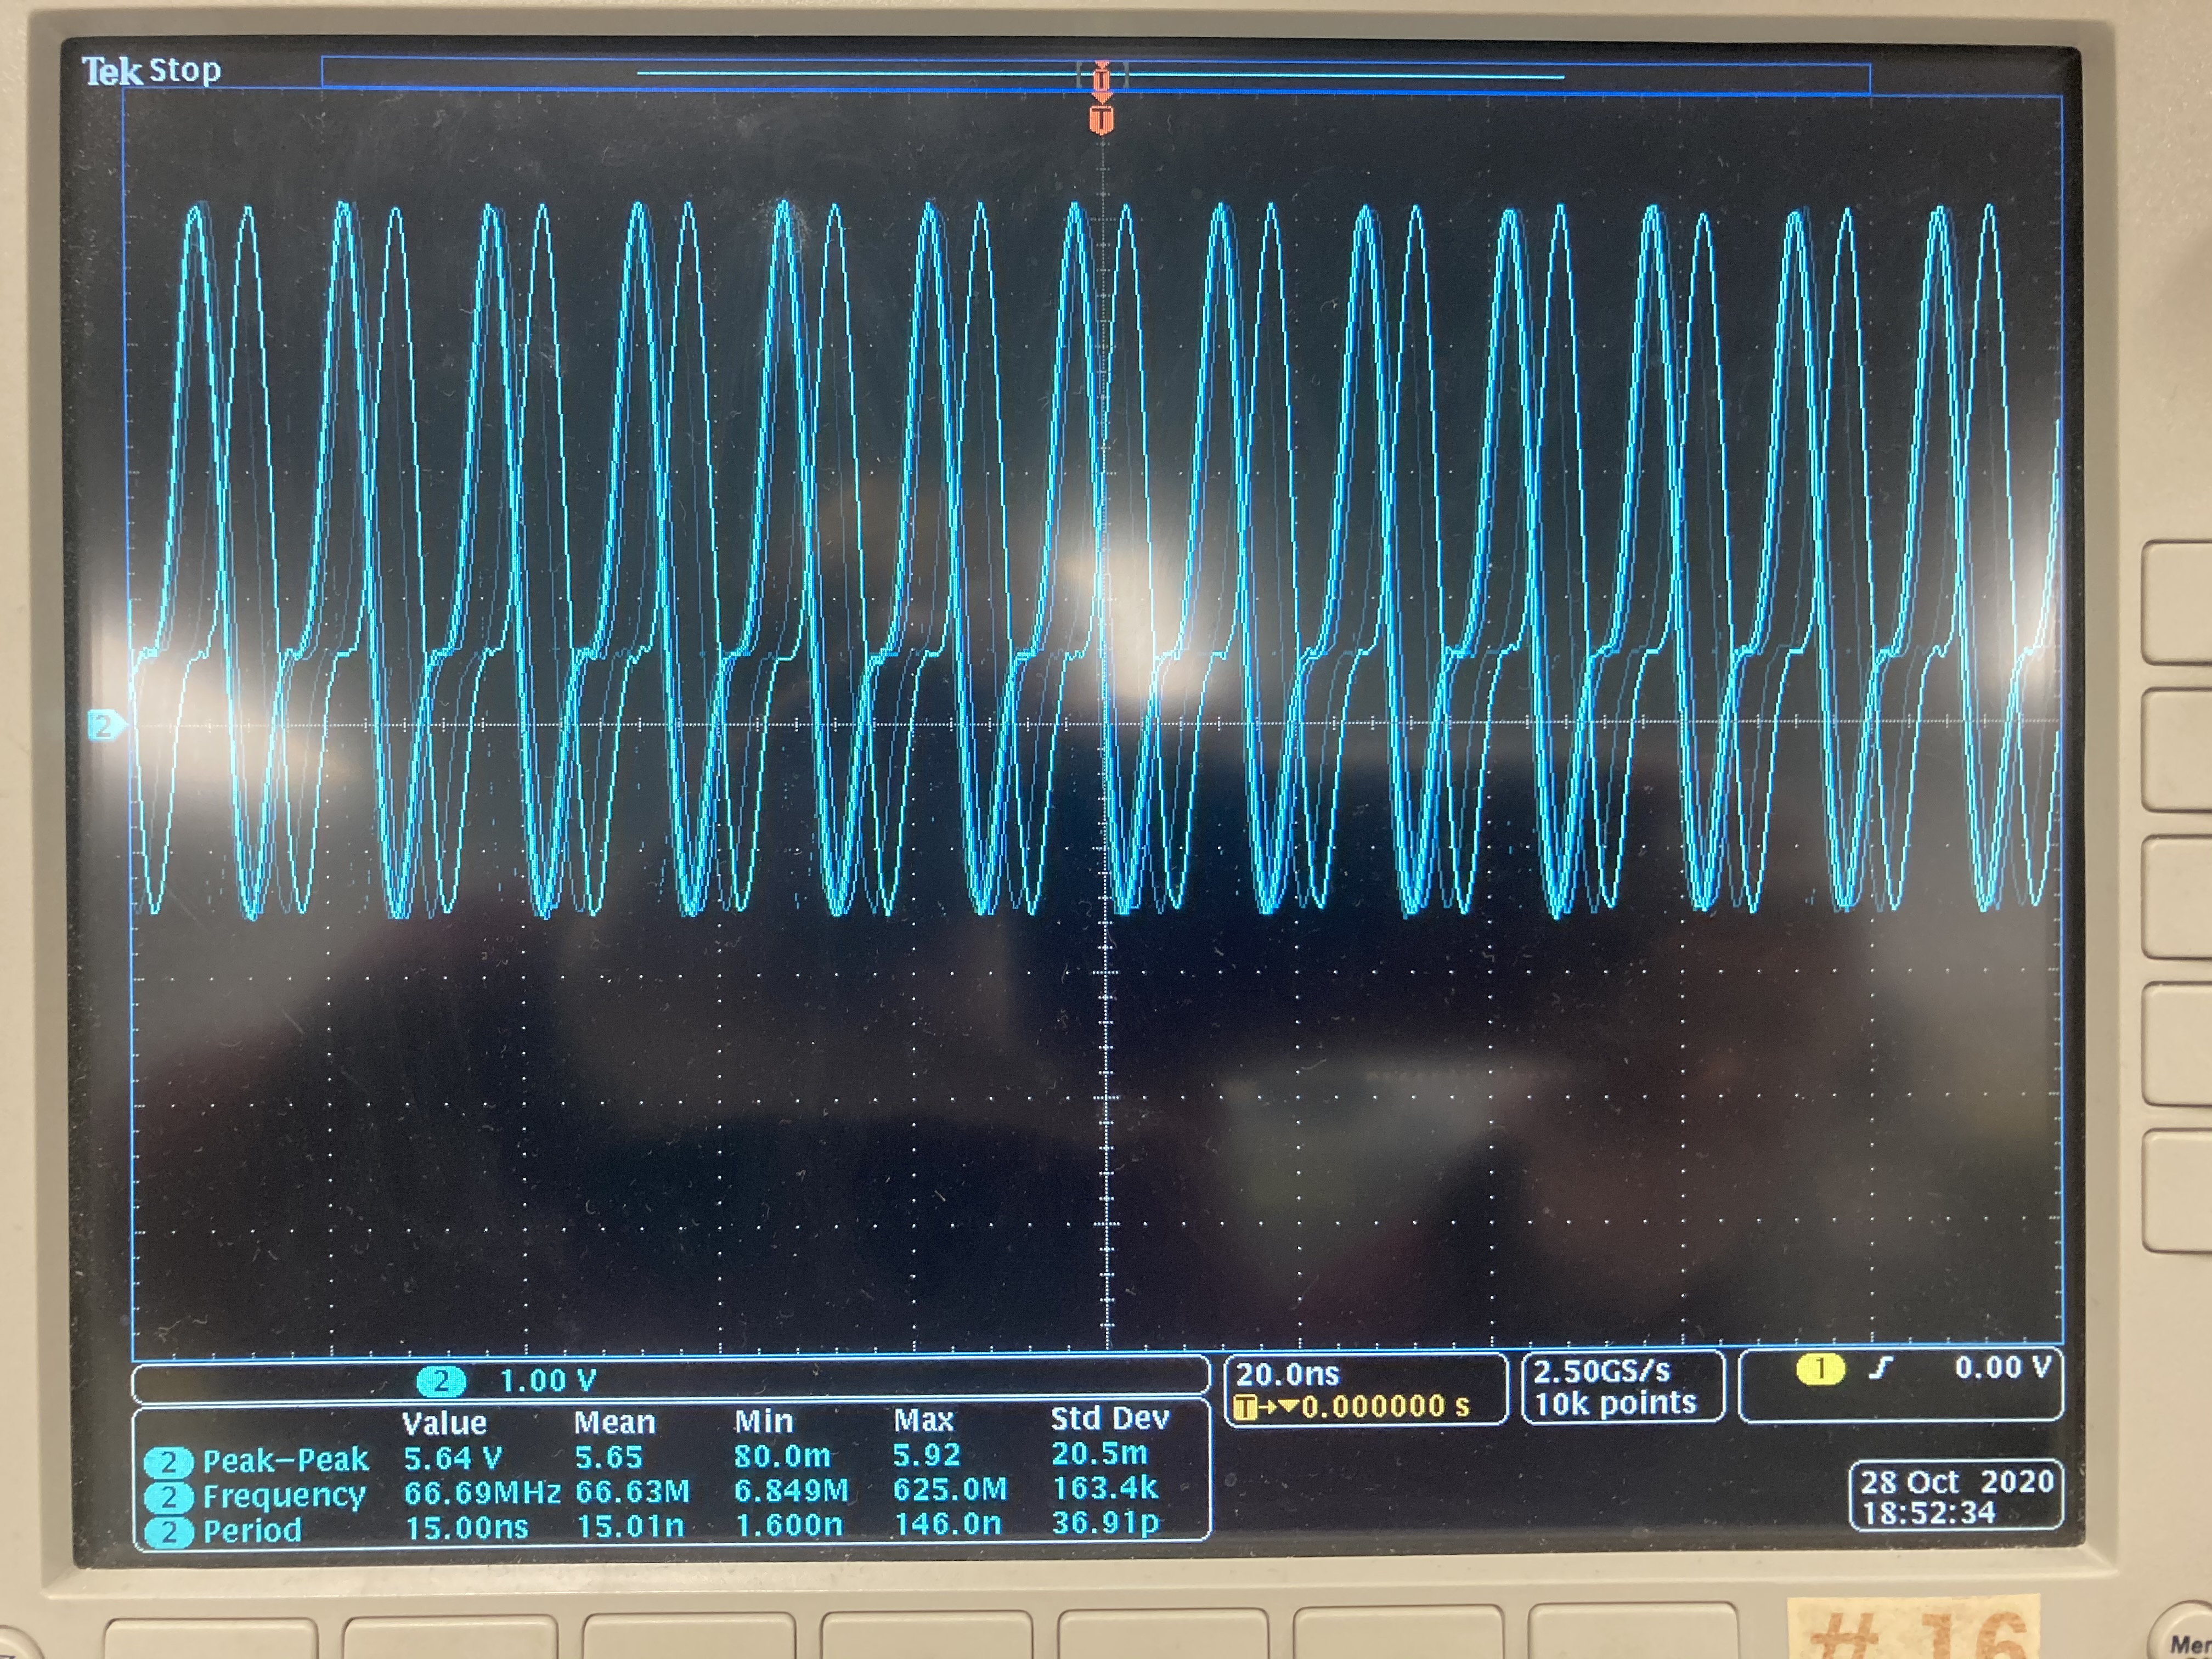 Tek Stop
T
T
2
2 1.00 V
20.0ns
T→▼0.000000 s
2.50GS/s
10k points
1 0.00 V
Value Mean Min Max Std Dev
2 Peak-Peak 5.64 V 5.65 80.0m 5.92 20.5m
2 Frequency 66.69MHz 66.63M 6.849M 625.0M 163.4k
2 Period 15.00ns 15.01n 1.600n 146.0n 36.91p
28 Oct 2020
18:52:34
# 16